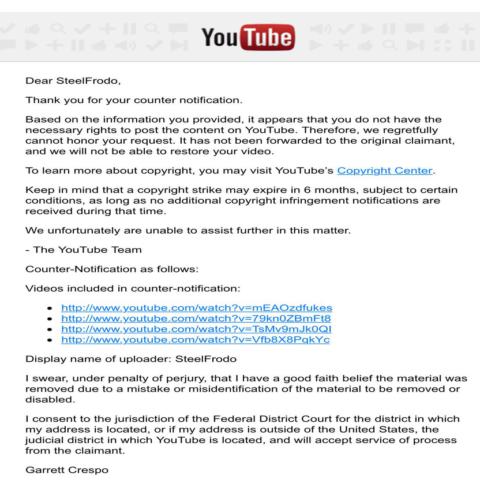 YouTube
Dear SteelFrodo,
Thank you for your counter notification.
Based on the information you provided, it appears that you do not have the
necessary rights to post the content on YouTube. Therefore, we regretfully
cannot honor your request. It has not been forwarded to the original claimant,
and we will not be able to restore your video.
To learn more about copyright, you may visit YouTube's Copyright Center.
Keep in mind that a copyright strike may expire in 6 months, subject to certain
conditions, as long as no additional copyright infringement notifications are
received during that time.
We unfortunately are unable to assist further in this matter.
- The YouTube Team
Counter-Notification as follows:
Videos included in counter-notification:
• http://www.youtube.com/watch?v=mEAOzdfukes
• http://www.youtube.com/watch?v=79kn0ZBmFt8
• http://www.youtube.com/watch?v=TsMv9mJk0QI
• http://www.youtube.com/watch?v=Vfb8X8PqkYc
Display name of uploader: SteelFrodo
I swear, under penalty of perjury, that I have a good faith belief the material was
removed due to a mistake or misidentification of the material to be removed or
disabled.
I consent to the jurisdiction of the Federal District Court for the district in which
my address is located, or if my address is outside of the United States, the
judicial district in which YouTube is located, and will accept service of process
from the claimant.
Garrett Crespo